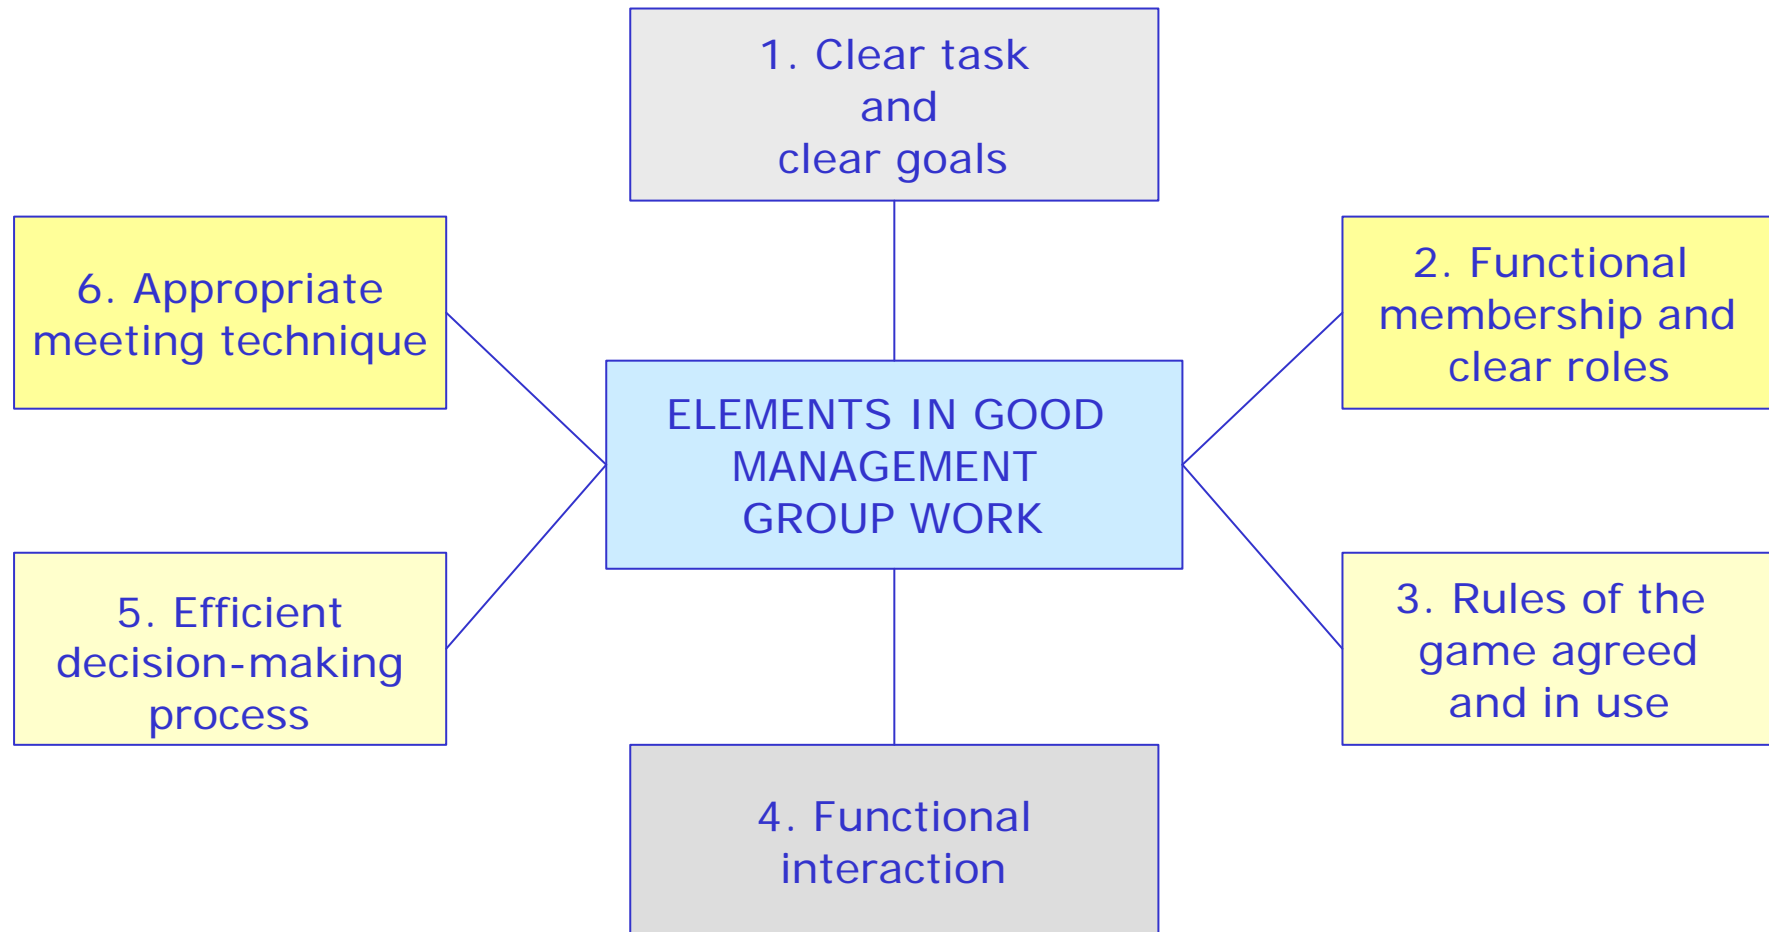 1. Clear task
and
clear goals
6. Appropriate
meeting technique
2. Functional
membership and
clear roles
ELEMENTS IN GOOD
MANAGEMENT
GROUP WORK
5. Efficient
decision-making
process
3. Rules of the
game agreed
and in use
4. Functional
interaction